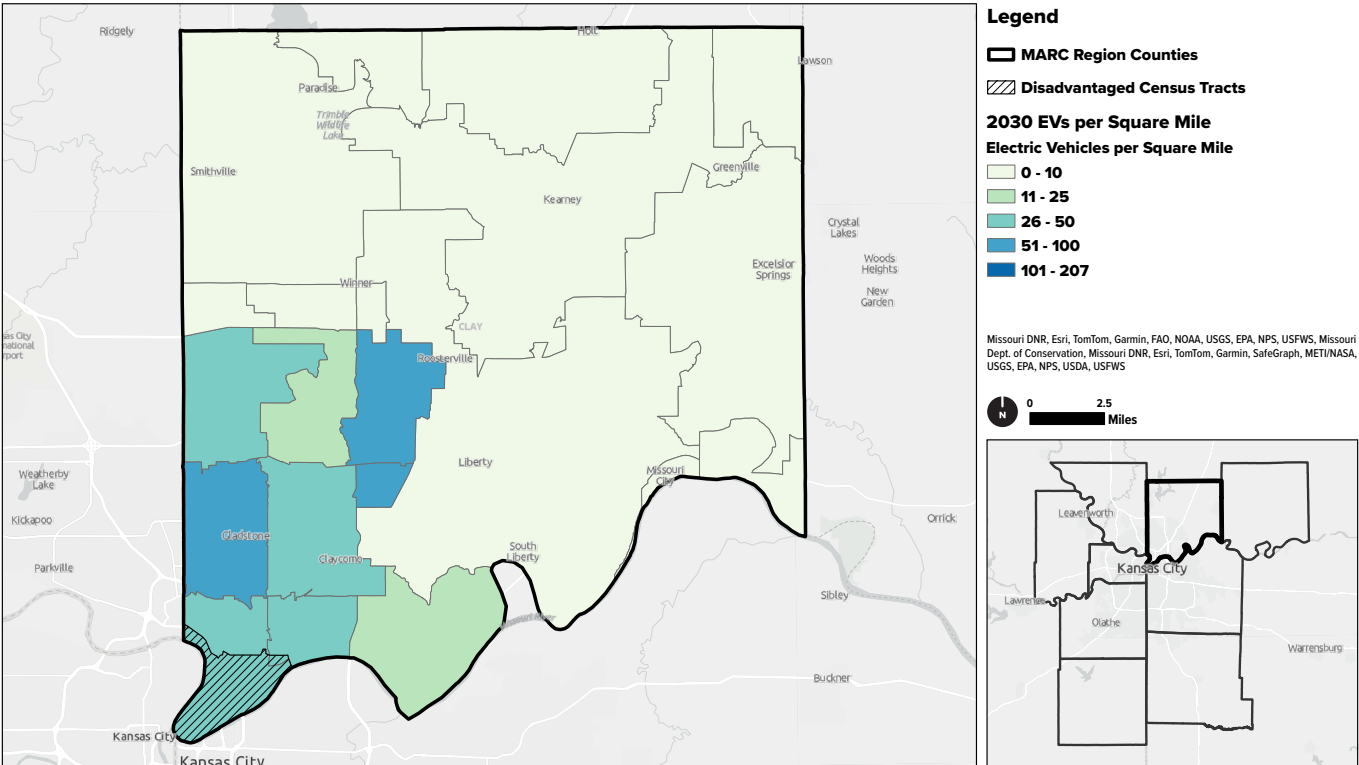 Ridgely
Holt
Lawson
Paradise
Trimble
Wildlife
Lake
Smithville
Greenville
Kearney
Crystal
Lakes
Woods
Heights
Excelsior
Springs
New
Garden
Winner
CLAY
sas City
national
rport
Roosterville
Liberty
Missouri
City
Weatherby
Lake
Kickapoo
Gladstone
Orrick
South
Liberty
Claycomo
Parkville
Sibley
Buckner
Kansas City
Kansas City
Legend
MARC Region Counties
Disadvantaged Census Tracts
2030 EVs per Square Mile
Electric Vehicles per Square Mile
0 - 10
11 - 25
26 - 50
51 - 100
101 - 207
Missouri DNR, Esri, TomTom, Garmin, FAO, NOAA, USGS, EPA, NPS, USFWS, Missouri
Dept. of Conservation, Missouri DNR, Esri, TomTom, Garmin, SafeGraph, METI/NASA,
USGS, EPA, NPS, USDA, USFWS
N
0 2.5
Miles
Leavenworth
Kansas City
Lawrence
Olathe
Warrensburg